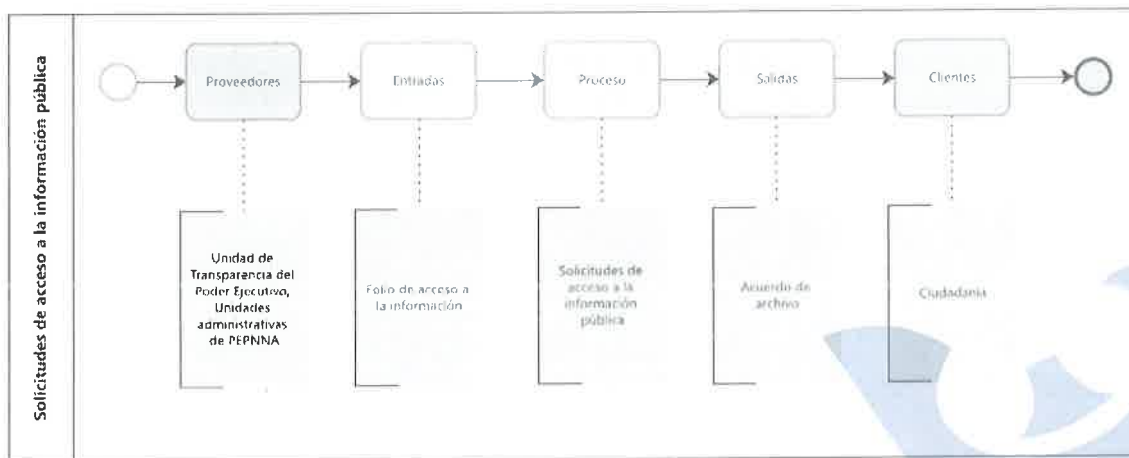 Solicitudes de acceso a la información pública
Proveedores
Entradas
Proceso
Salidas
Clientes
Unidad de
Transparencia del
Poder Ejecutivo,
Unidades
administrativas
de PEPNNA
Folio de acceso a
la información
Solicitudes de
acceso a la
información
pública
Acuerdo de
archivo
Ciudadanía